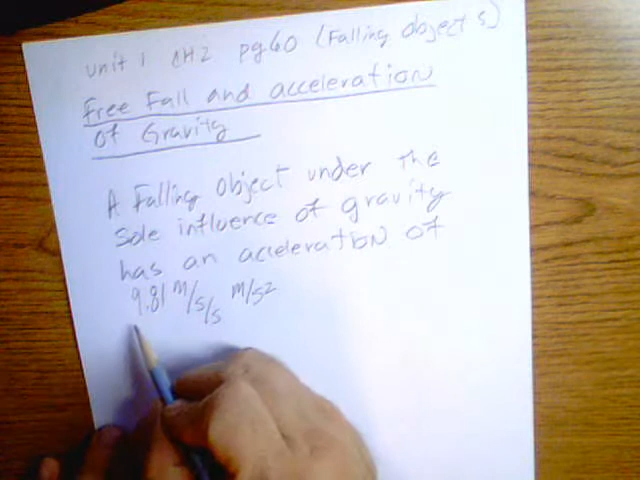 Unit 1 CH2 pg 60 (Falling Objects)
Free Fall and acceleration
of Gravity
A Falling Object under the
Sole influence of gravity
has an acceleration of
9.81 m/s/s m/s2